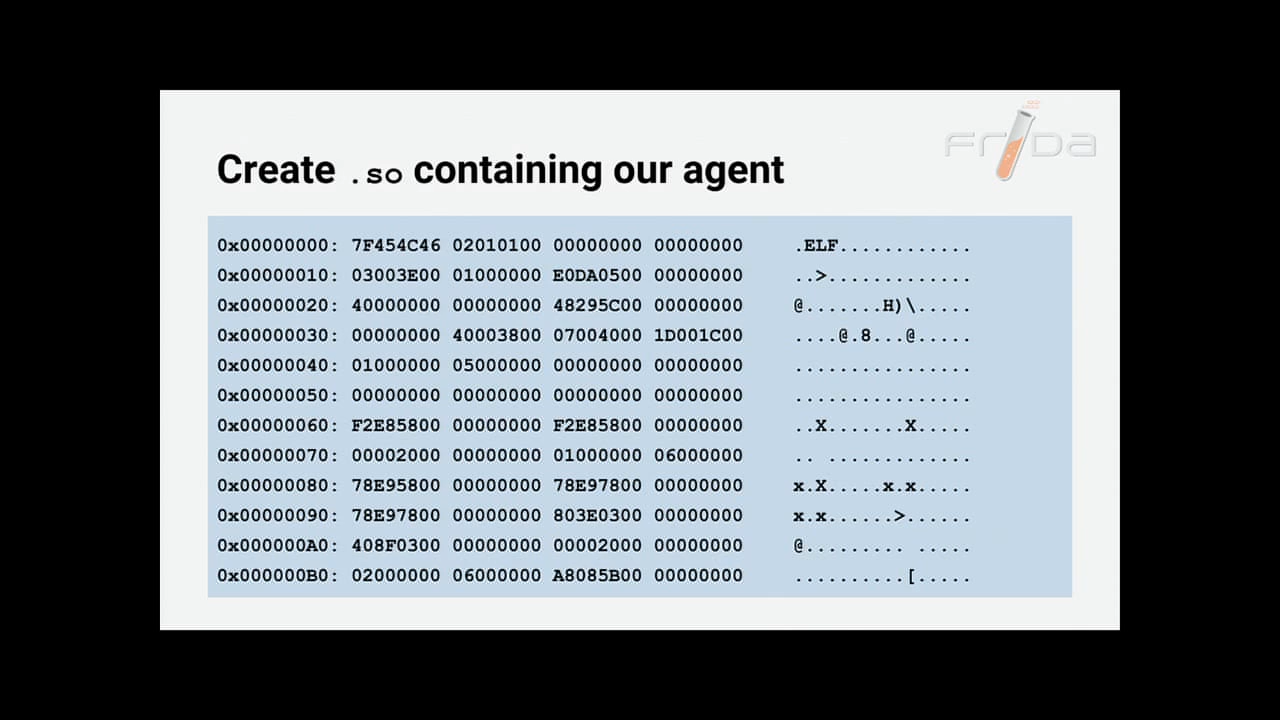 FRIDA
Create .so containing our agent
0x00000000: 7F454C46 02010100 00000000 00000000 .ELF............
0x00000010: 03003E00 01000000 E0DA0500 00000000 ..>.............
0x00000020: 40000000 00000000 48295C00 00000000 @.......H)\.....
0x00000030: 00000000 40003800 07004000 1D001C00 ....@.8...@.....
0x00000040: 01000000 05000000 00000000 00000000 ................
0x00000050: 00000000 00000000 00000000 00000000 ................
0x00000060: F2E85800 00000000 F2E85800 00000000 ..X.......X.....
0x00000070: 00002000 00000000 01000000 06000000 .. .............
0x00000080: 78E95800 00000000 78E97800 00000000 x.X.....x.x.....
0x00000090: 78E97800 00000000 803E0300 00000000 x.x......>......
0x000000A0: 408F0300 00000000 00002000 00000000 @......... .....
0x000000B0: 02000000 06000000 A8085B00 00000000 ..........[.....